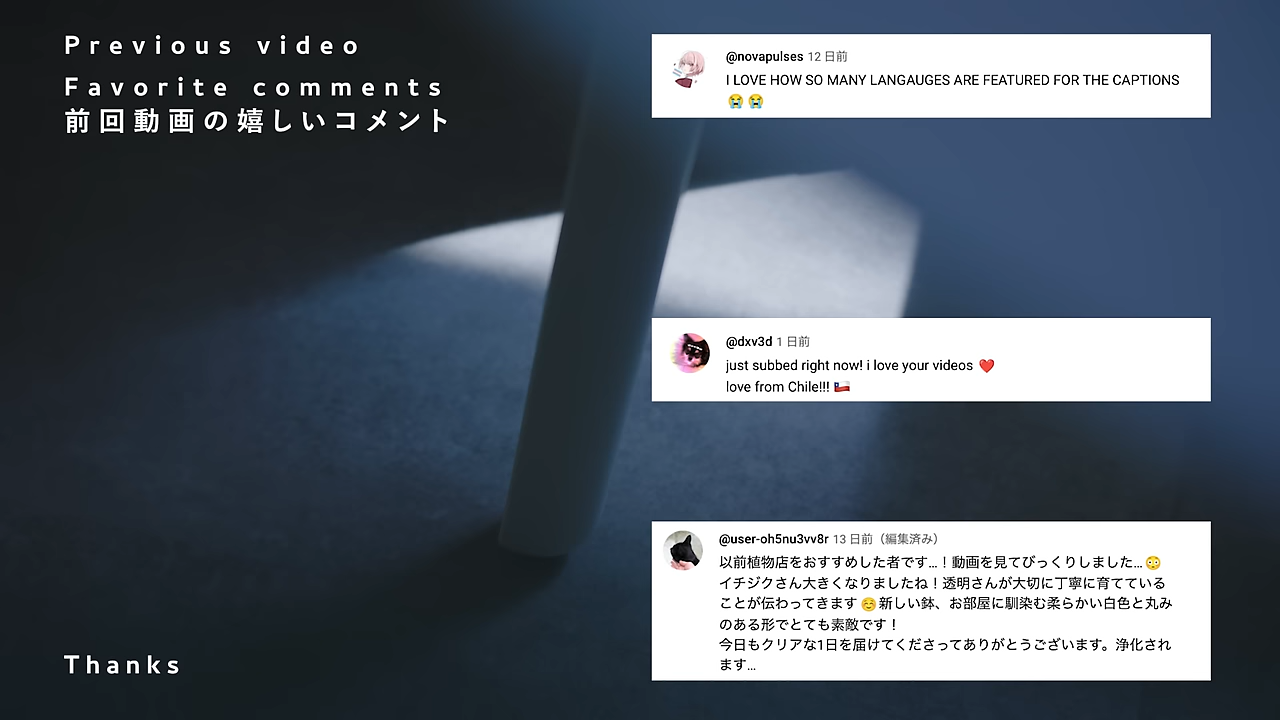 Previous video
Favorite comments
前回動画の嬉しいコメント
@novapulses 12 日前
I LOVE HOW SO MANY LANGAUGES ARE FEATURED FOR THE CAPTIONS
😭 😭
@dxv3d 1 日前
just subbed right now! i love your videos ❤️
love from Chile!!! 🇨🇱
@user-oh5nu3vv8r 13 日前（編集済み）
以前植物店をおすすめした者です…！動画を見てびっくりしました…😳
イチジクさん大きくなりましたね！透明さんが大切に丁寧に育てている
ことが伝わってきます☺️新しい鉢、お部屋に馴染む柔らかい白色と丸み
のある形でとても素敵です！
今日もクリアな1日を届けてくださってありがとうございます。浄化され
ます…
Thanks